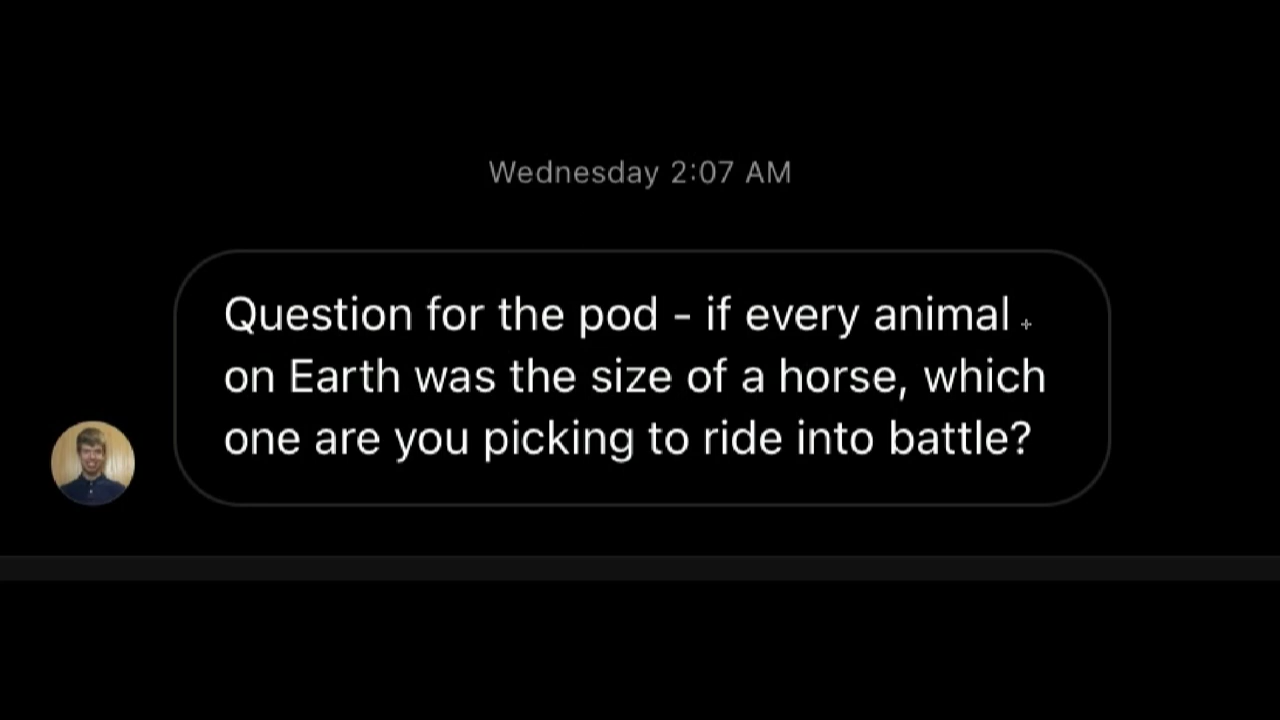 Wednesday 2:07 AM
Question for the pod - if every animal
on Earth was the size of a horse, which
one are you picking to ride into battle?